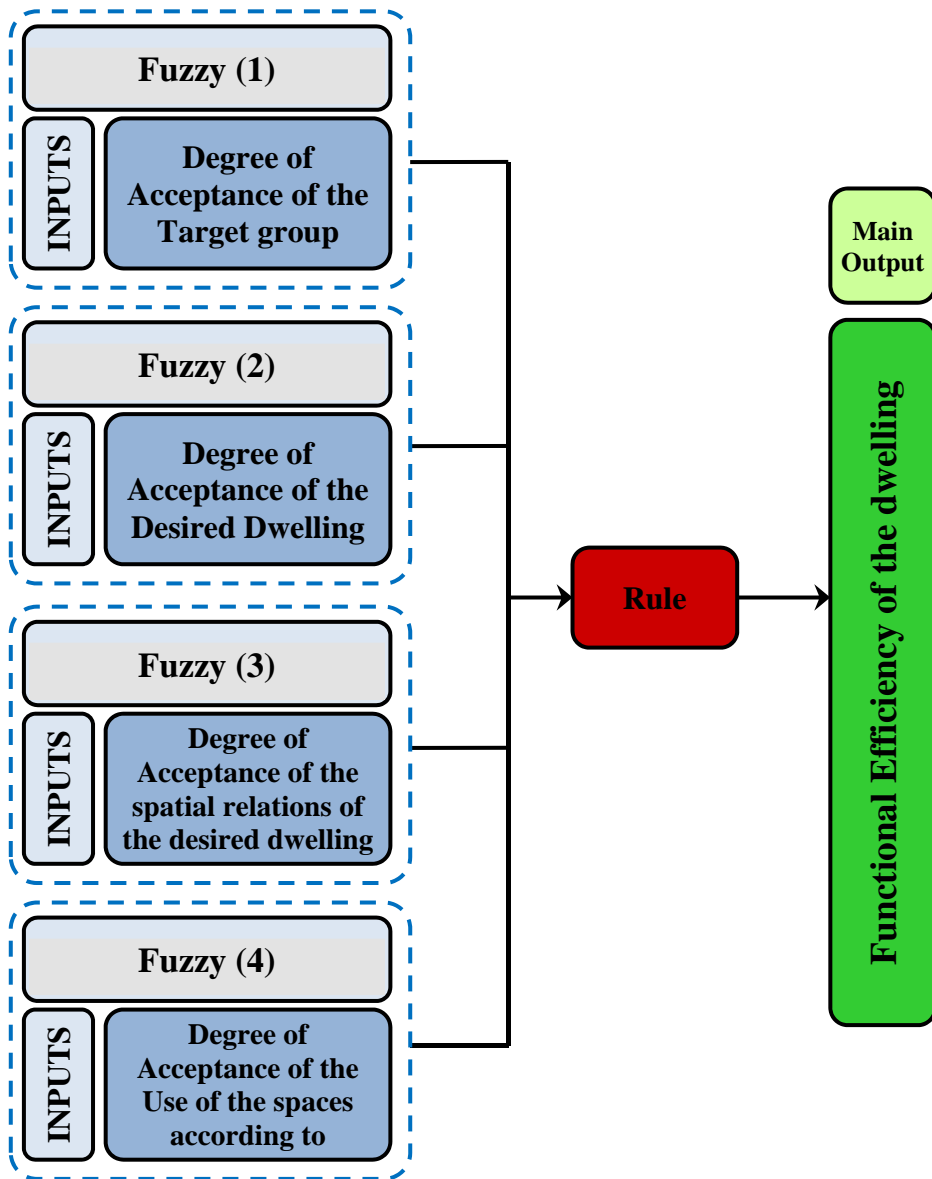 Fuzzy (1)
INPUTS
Degree of
Acceptance of the
Target group
Fuzzy (2)
INPUTS
Degree of
Acceptance of the
Desired Dwelling
Fuzzy (3)
INPUTS
Degree of
Acceptance of the
spatial relations of
the desired dwelling
Fuzzy (4)
INPUTS
Degree of
Acceptance of the
Use of the spaces
according to
Rule
Main
Output
Functional Efficiency of the dwelling